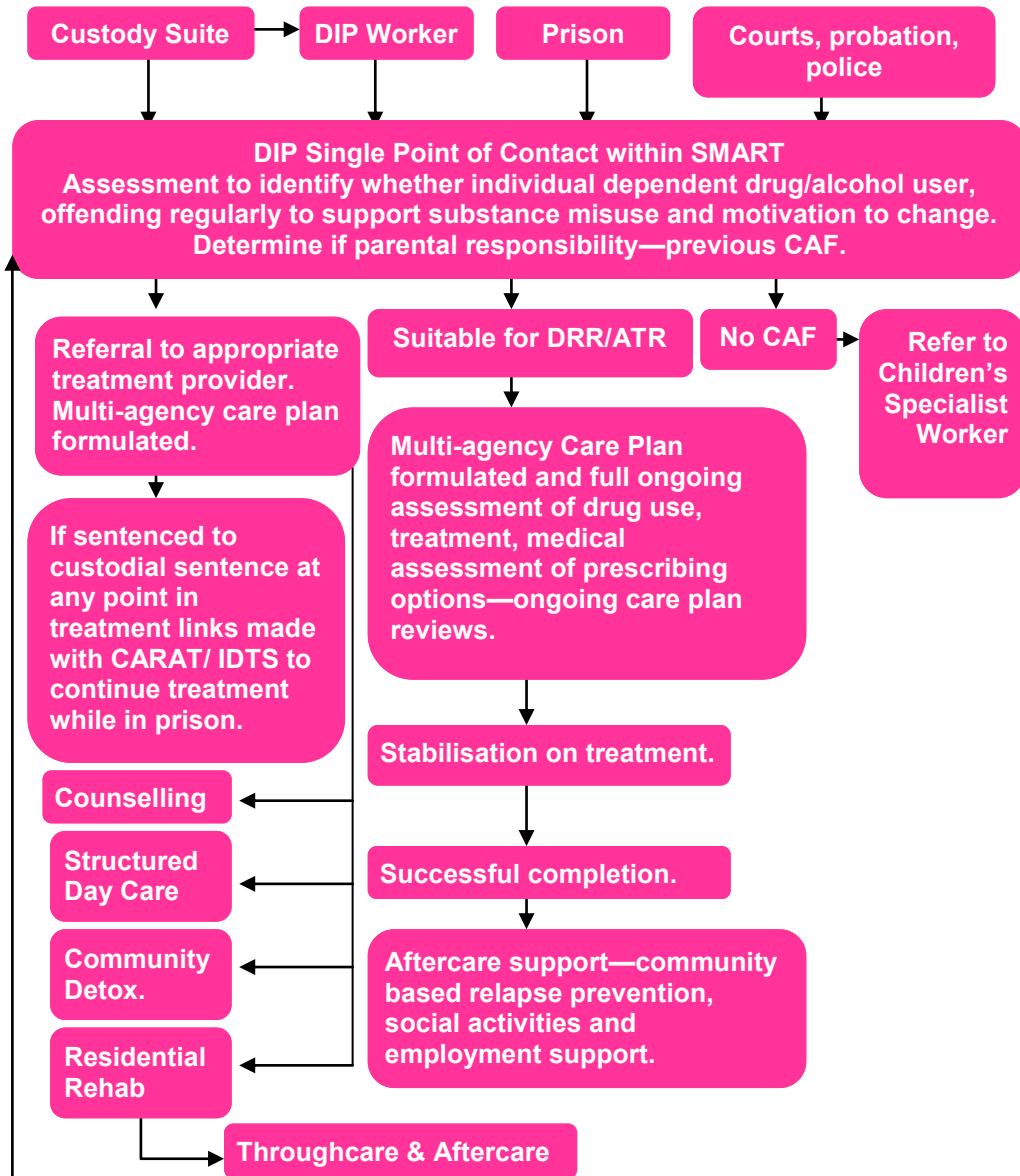 Custody Suite
DIP Worker
Prison
Courts, probation,
police
DIP Single Point of Contact within SMART
Assessment to identify whether individual dependent drug/alcohol user,
offending regularly to support substance misuse and motivation to change.
Determine if parental responsibility—previous CAF.
Referral to appropriate
treatment provider.
Multi-agency care plan
formulated.
Suitable for DRR/ATR
No CAF
Refer to
Children’s
Specialist
Worker
If sentenced to
custodial sentence at
any point in
treatment links made
with CARAT/ IDTS to
continue treatment
while in prison.
Multi-agency Care Plan
formulated and full ongoing
assessment of drug use,
treatment, medical
assessment of prescribing
options—ongoing care plan
reviews.
Stabilisation on treatment.
Successful completion.
Aftercare support—community
based relapse prevention,
social activities and
employment support.
Counselling
Structured
Day Care
Community
Detox.
Residential
Rehab
Throughcare & Aftercare